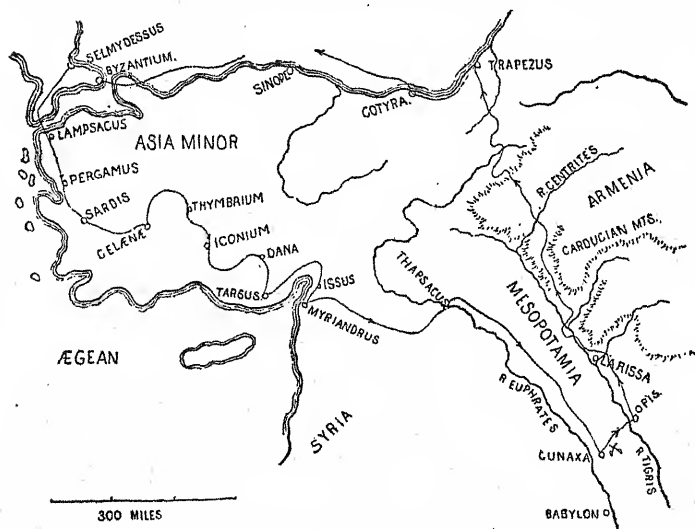 SELMYDESSUS
BYZANTIUM.
SINOPE
COTYRA.
TRAPEZUS
LAMPSACUS
ASIA MINOR
R.CENTRITES
ARMENIA
PERGAMUS
SARDIS
THYMBRIUM
CARDUCIAN MTS.
CELÆNÆ
ICONIUM
DANA
TARSUS
ISSUS
THAPSACUS
MYRIANDRUS
MESOPOTAMIA
ÆGEAN
LARISSA
R EUPHRATES
OPIS.
SYRIA
CUNAXA
R.TIGRIS
300 MILES
BABYLON